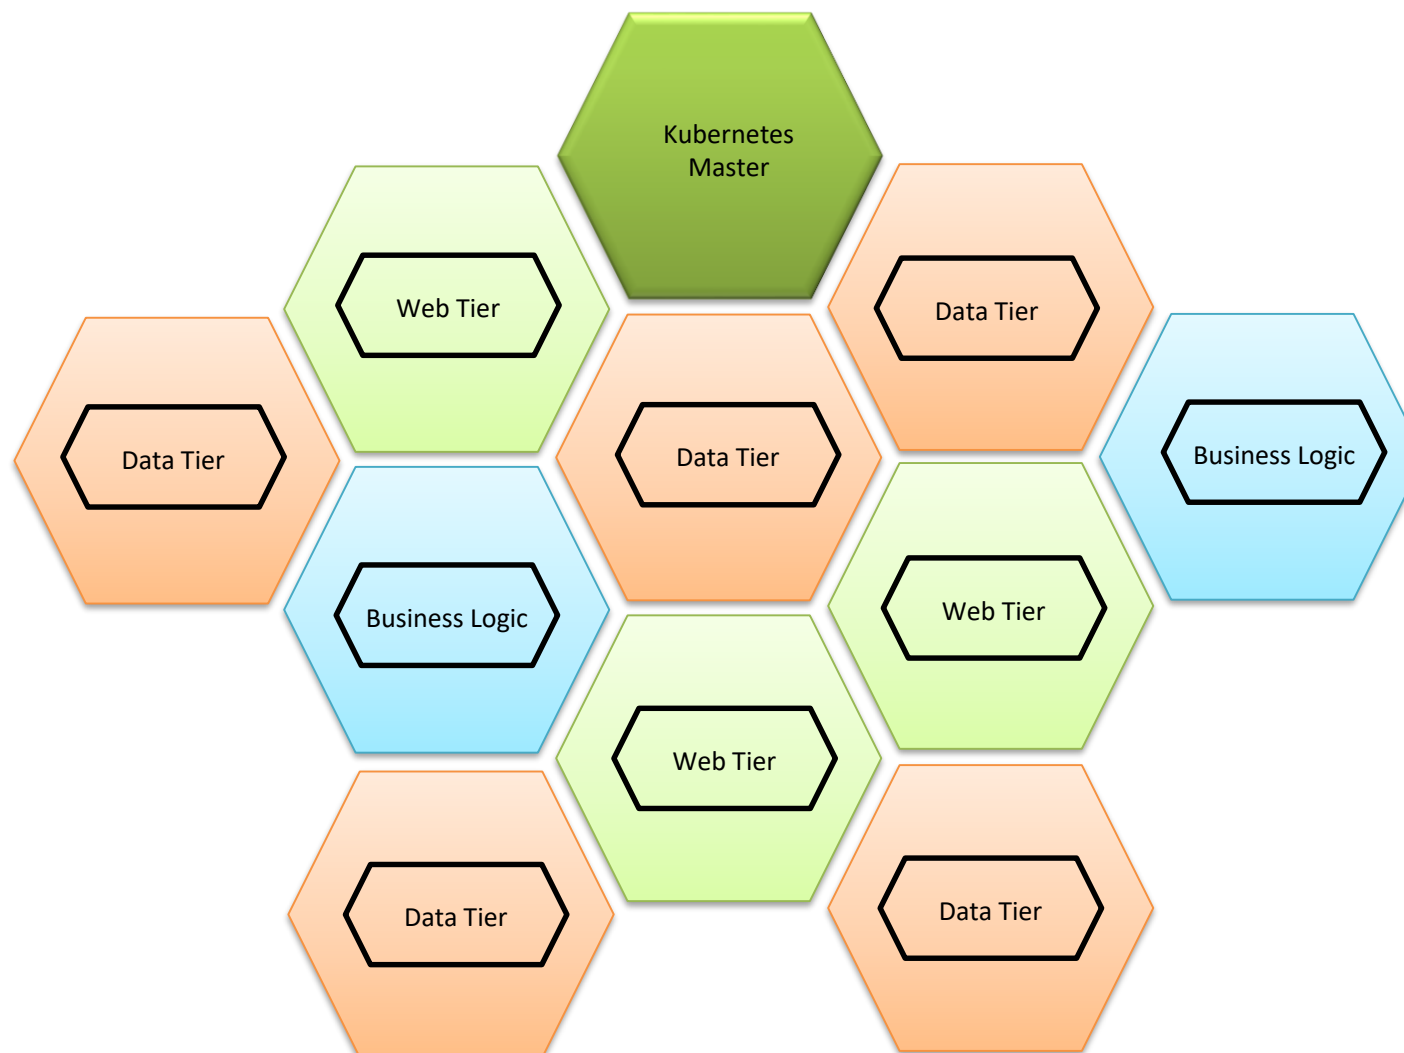 Kubernetes
Master
Web Tier
Data Tier
Data Tier
Data Tier
Business Logic
Business Logic
Web Tier
Web Tier
Data Tier
Data Tier